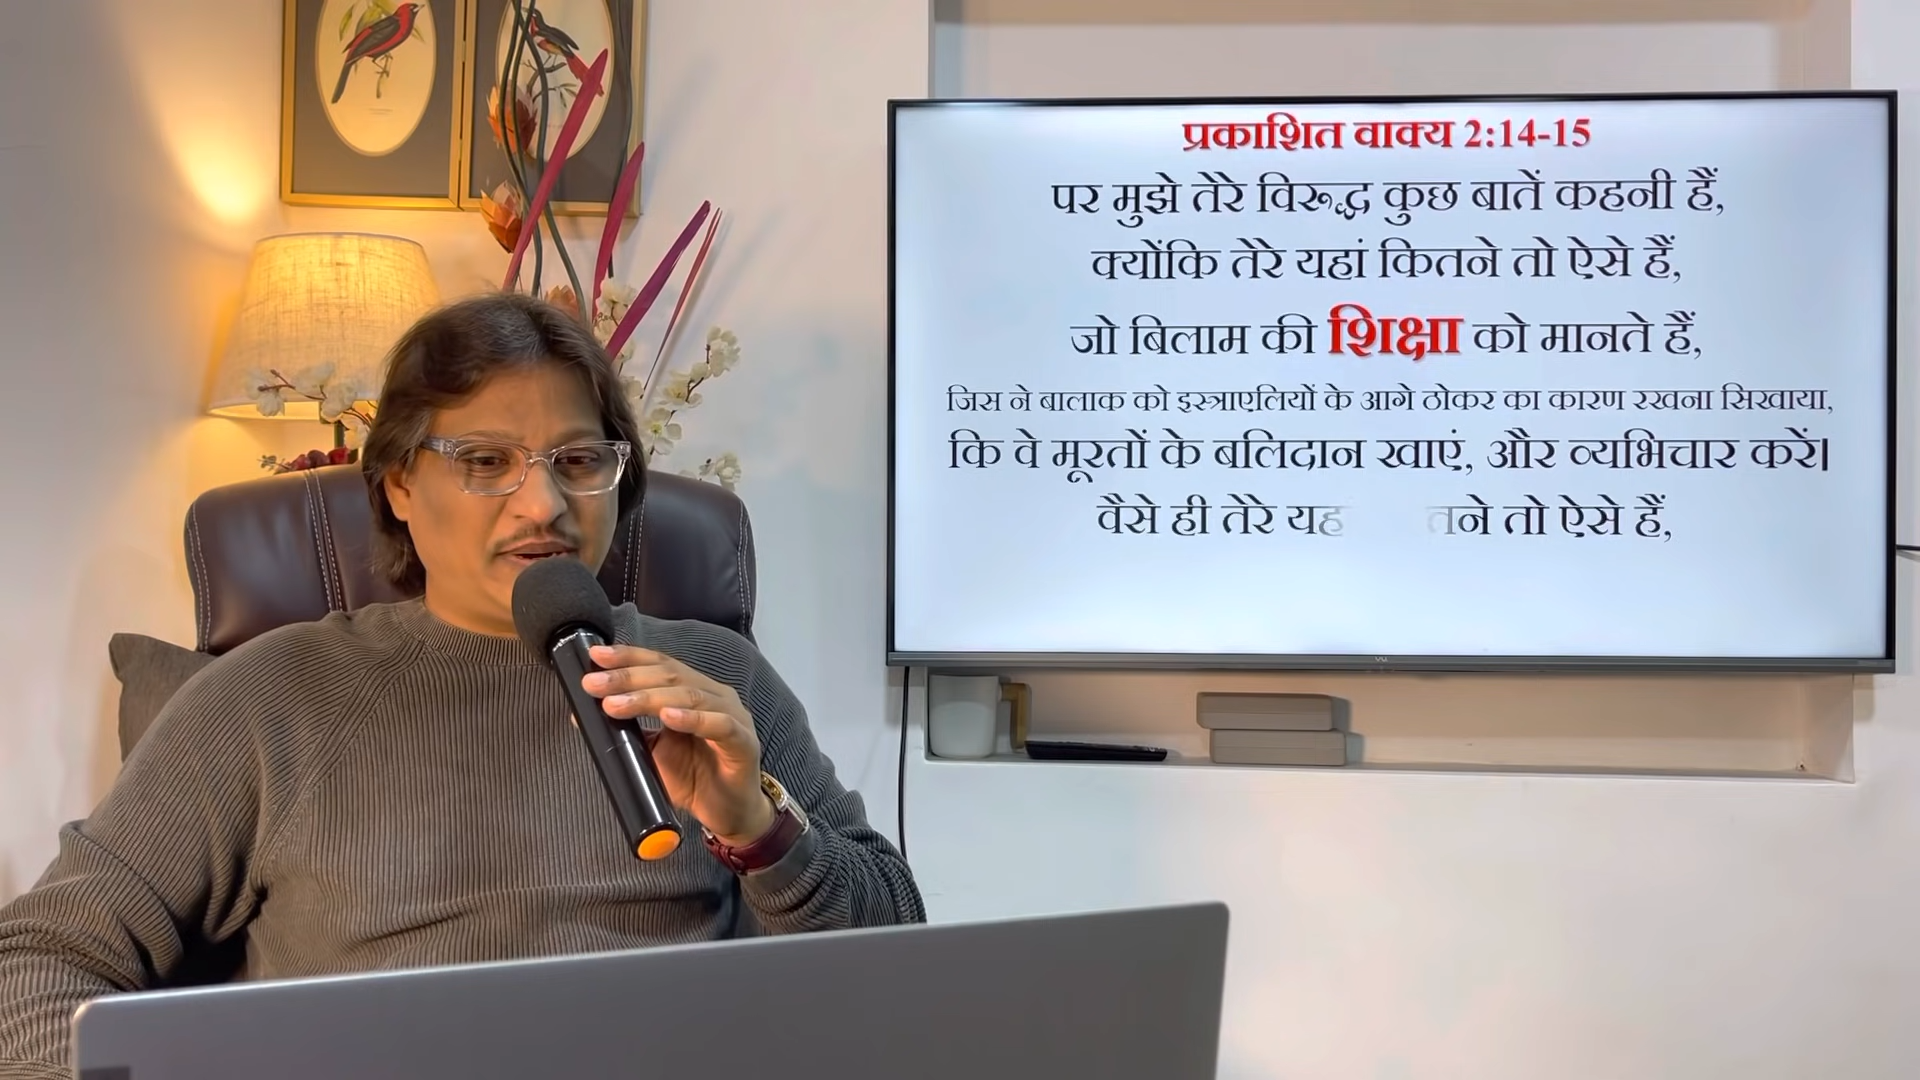 प्रकाशित वाक्य 2:14-15
पर मुझे तेरे विरूद्ध कुछ बातें कहनी हैं,
क्योंकि तेरे यहां कितने तो ऐसे हैं,
जो बिलाम की शिक्षा को मानते हैं,
जिस ने बालाक को इस्त्राएलियों के आगे ठोकर का कारण रखना सिखाया,
कि वे मूरतों के बलिदान खाएं, और व्यभिचार करें।
वैसे ही तेरे तो ऐसे हैं,